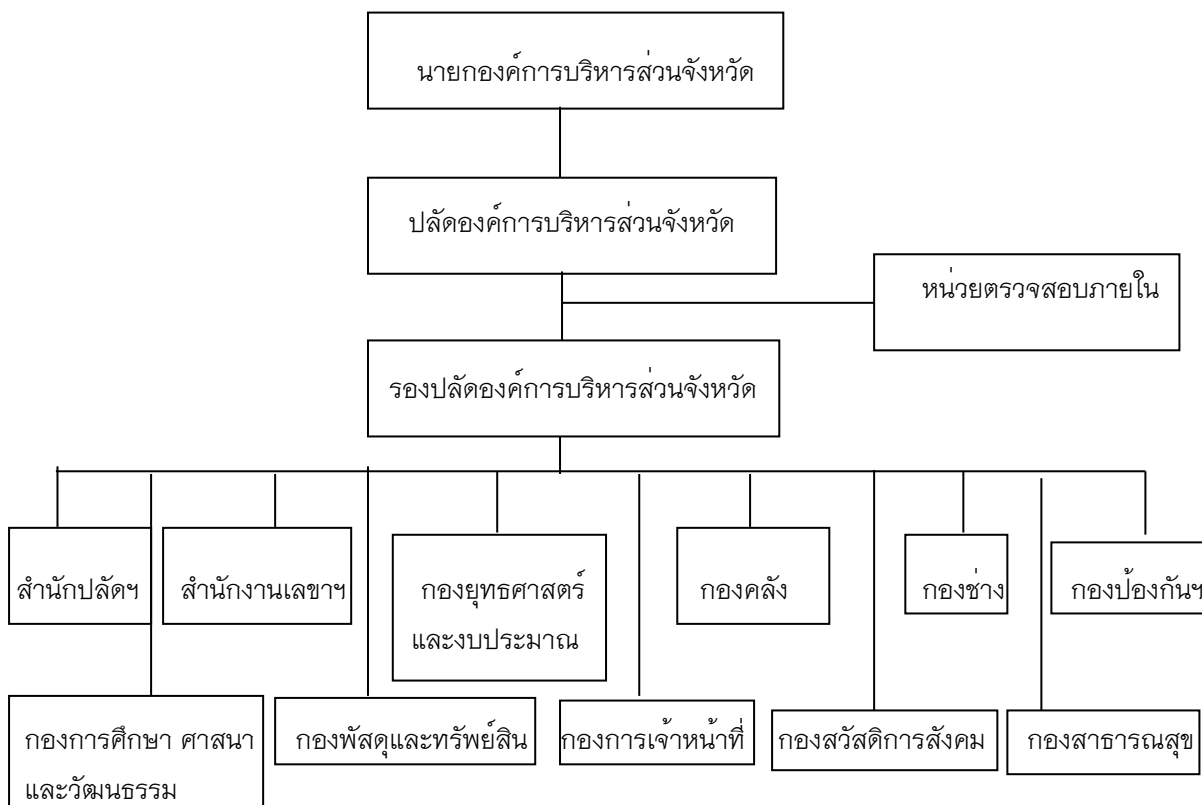 นายกองค์การบริหารส่วนจังหวัด
ปลัดองค์การบริหารส่วนจังหวัด
หน่วยตรวจสอบภายใน
รองปลัดองค์การบริหารส่วนจังหวัด
สำนักปลัดฯ
สำนักงานเลขาฯ
กองยุทธศาสตร์
และงบประมาณ
กองคลัง
กองช่าง
กองป้องกันฯ
กองการศึกษา ศาสนา
และวัฒนธรรม
กองพัสดุและทรัพย์สิน
กองการเจ้าหน้าที่
กองสวัสดิการสังคม
กองสาธารณสุข